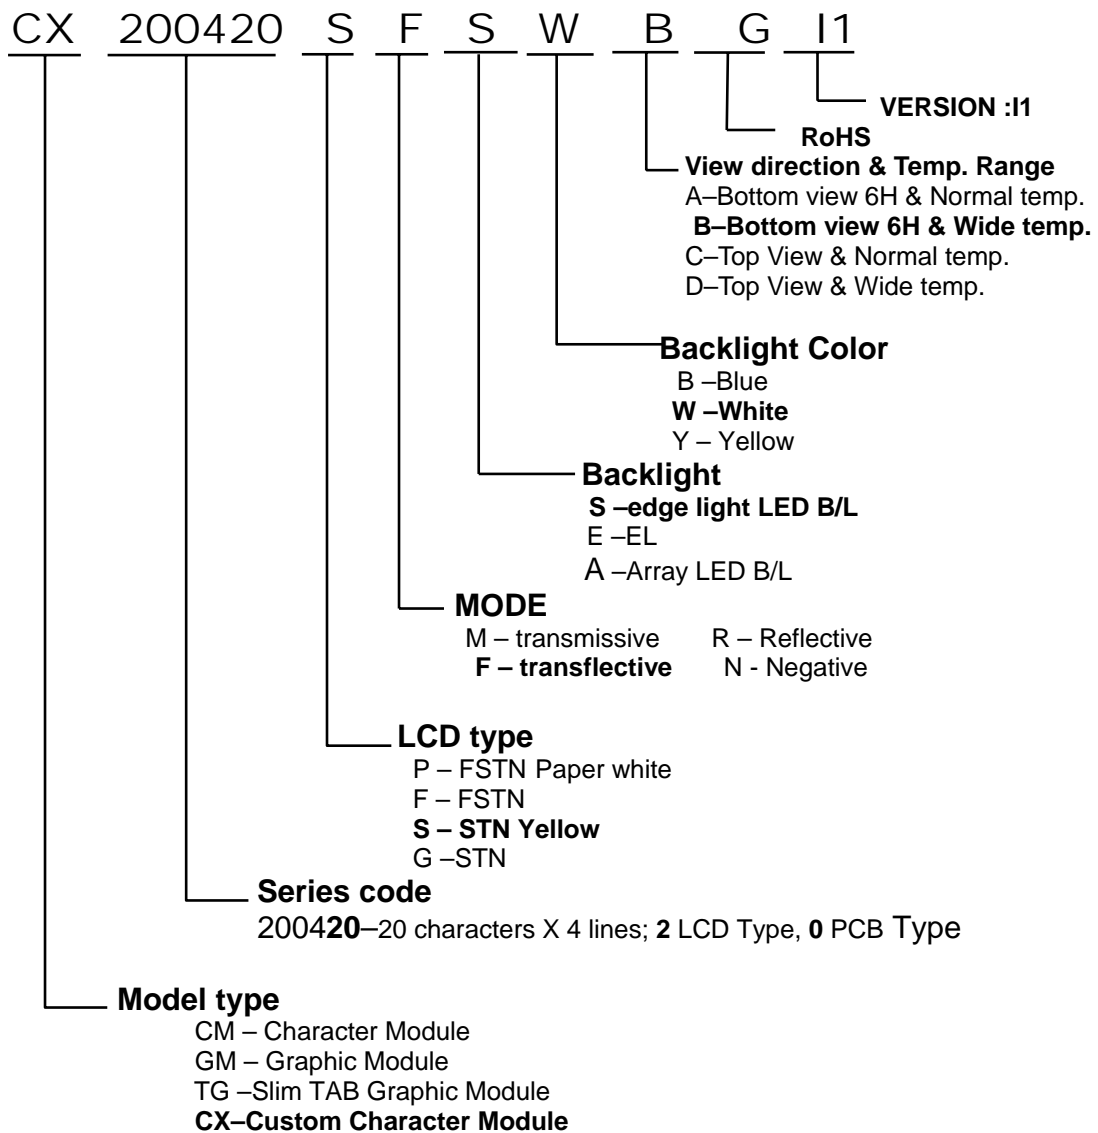 CX 200420 S F S W B G I1
VERSION :I1
RoHS
View direction & Temp. Range
A–Bottom view 6H & Normal temp.
B–Bottom view 6H & Wide temp.
C–Top View & Normal temp.
D–Top View & Wide temp.
Backlight Color
B –Blue
W –White
Y – Yellow
Backlight
S –edge light LED B/L
E –EL
A –Array LED B/L
MODE
M – transmissive R – Reflective
F – transflective N - Negative
LCD type
P – FSTN Paper white
F – FSTN
S – STN Yellow
G –STN
Series code
200420–20 characters X 4 lines; 2 LCD Type, 0 PCB Type
Model type
CM – Character Module
GM – Graphic Module
TG –Slim TAB Graphic Module
CX–Custom Character Module